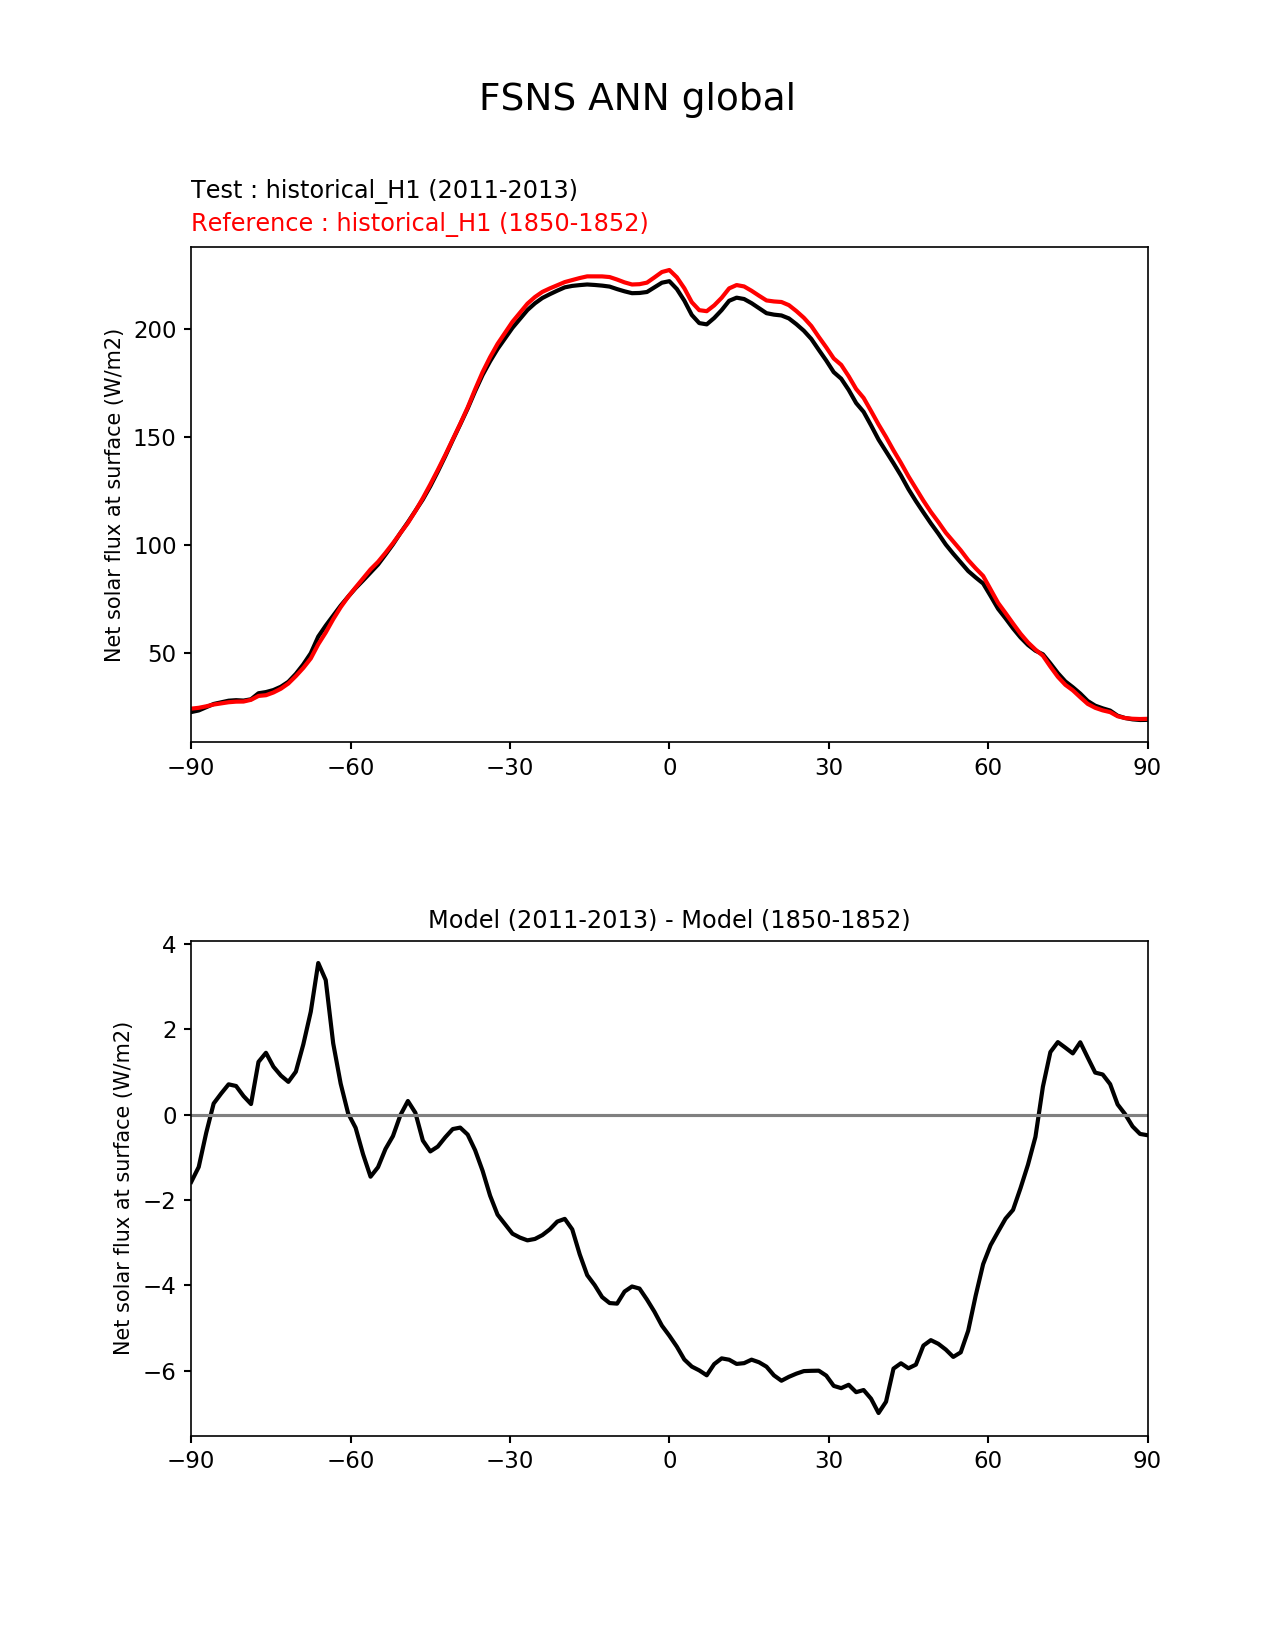 FSNS ANN global
Test : historical_H1 (2011-2013)
Reference : historical_H1 (1850-1852)
Net solar flux at surface (W/m2)
200
150
100
50
−90 −60 −30 0 30 60 90
Model (2011-2013) - Model (1850-1852)
Net solar flux at surface (W/m2)
4
2
0
−2
−4
−6
−90 −60 −30 0 30 60 90